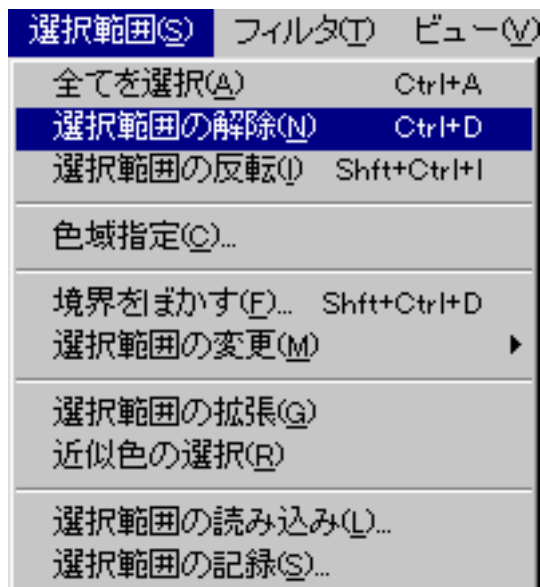 選択範囲(S) フィルタ(T) ビュー(V)
全てを選択(A) Ctrl+A
選択範囲の解除(N) Ctrl+D
選択範囲の反転(I) Shft+Ctrl+I
色域指定(C)...
境界をぼかす(F)... Shft+Ctrl+D
選択範囲の変更(M)
選択範囲の拡張(G)
近似色の選択(R)
選択範囲の読み込み(L)...
選択範囲の記録(S)...